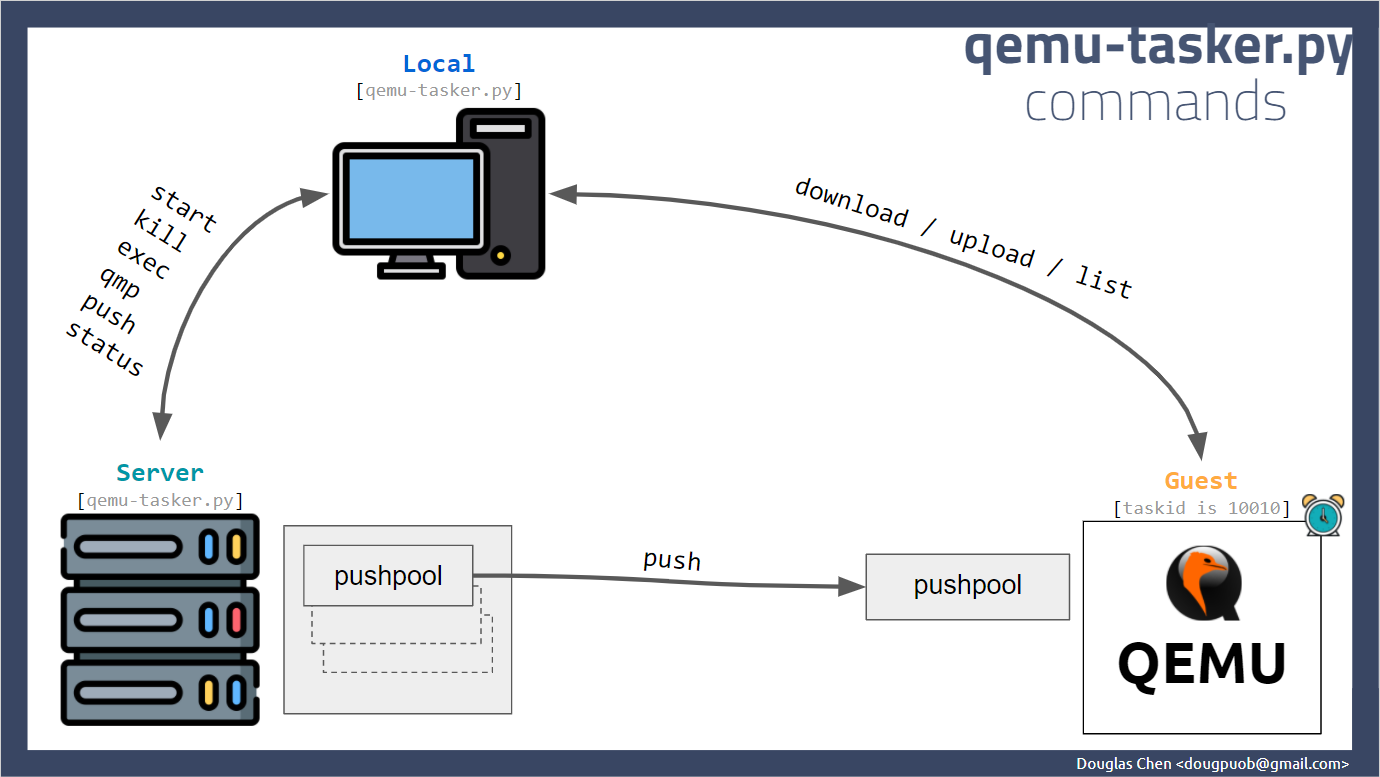 qemu-tasker.py
commands
Local
[qemu-tasker.py]
start
kill
exec
qmp
push
status
download / upload / list
Server
[qemu-tasker.py]
Guest
[taskid is 10010]
pushpool
push
pushpool
QEMU
Douglas Chen <dougpuob@gmail.com>